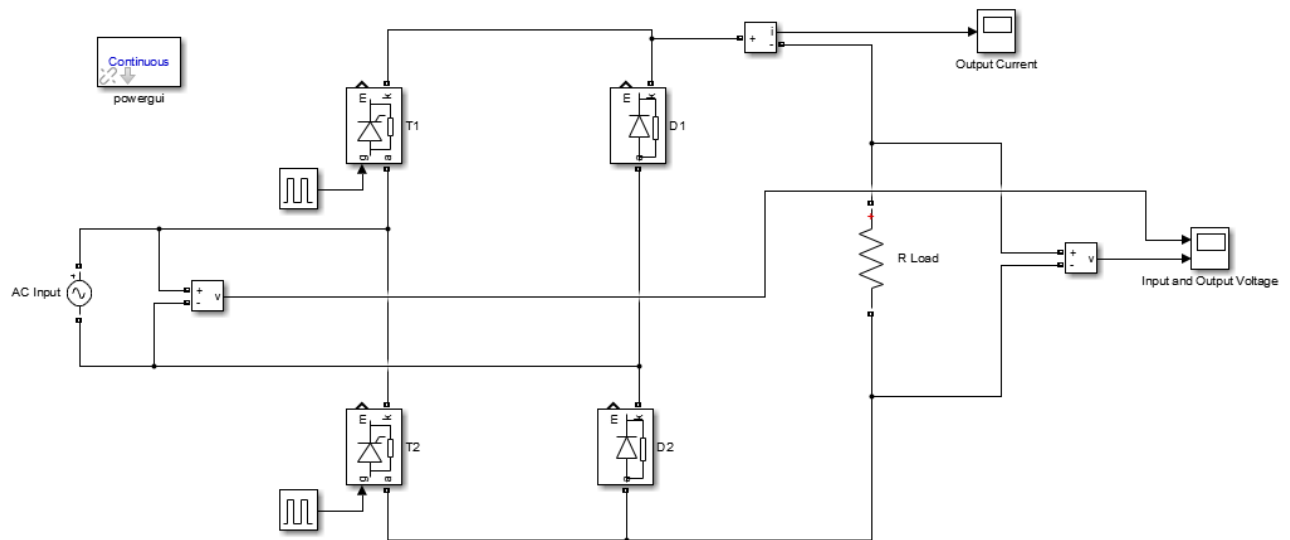 Continuous
powergui
Output Current
m
k
T1
g
a
m
k
D1
a
+
i
-
AC Input
+
+
-
v
R Load
+
+
-
v
Input and Output Voltage
m
k
T2
g
a
m
k
D2
a